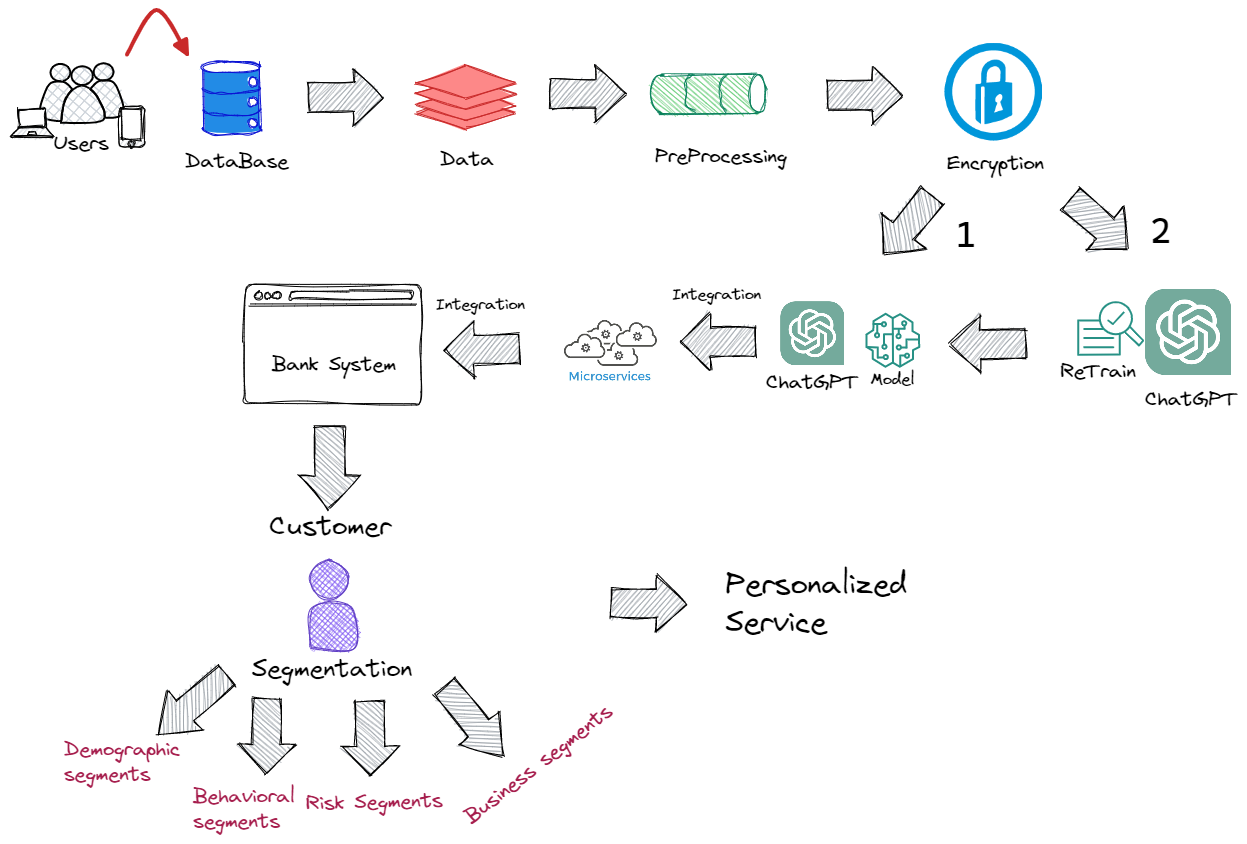 Users
DataBase
Data
PreProcessing
Encryption
1
2
Integration
Integration
Bank System
Microservices
ChatGPT
Model
ReTrain
ChatGPT
Customer
Personalized
Service
Segmentation
Demographic
segments
Behavioral
segments
Risk Segments
Business segments